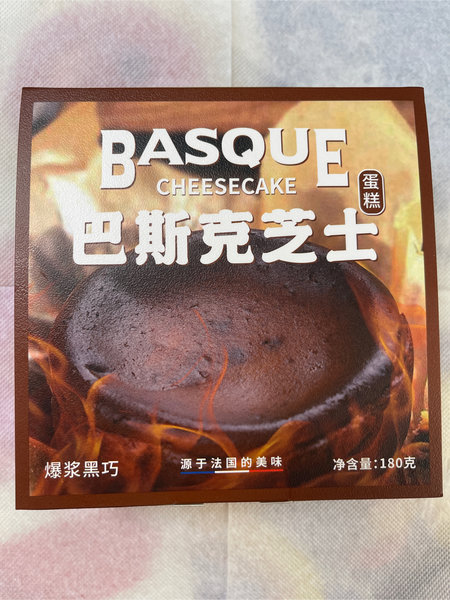 BASQUE
CHEESECAKE
蛋糕
巴斯克芝士
爆浆黑巧
源于法国的美味
净含量:180克